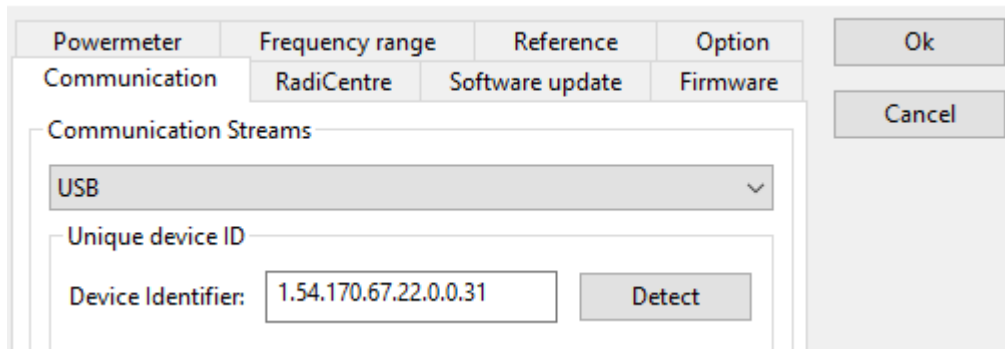 Powermeter Frequency range Reference Option Ok
Communication RadiCentre Software update Firmware
Cancel
Communication Streams
USB
Unique device ID
Device Identifier: 1.54.170.67.22.0.0.31 Detect